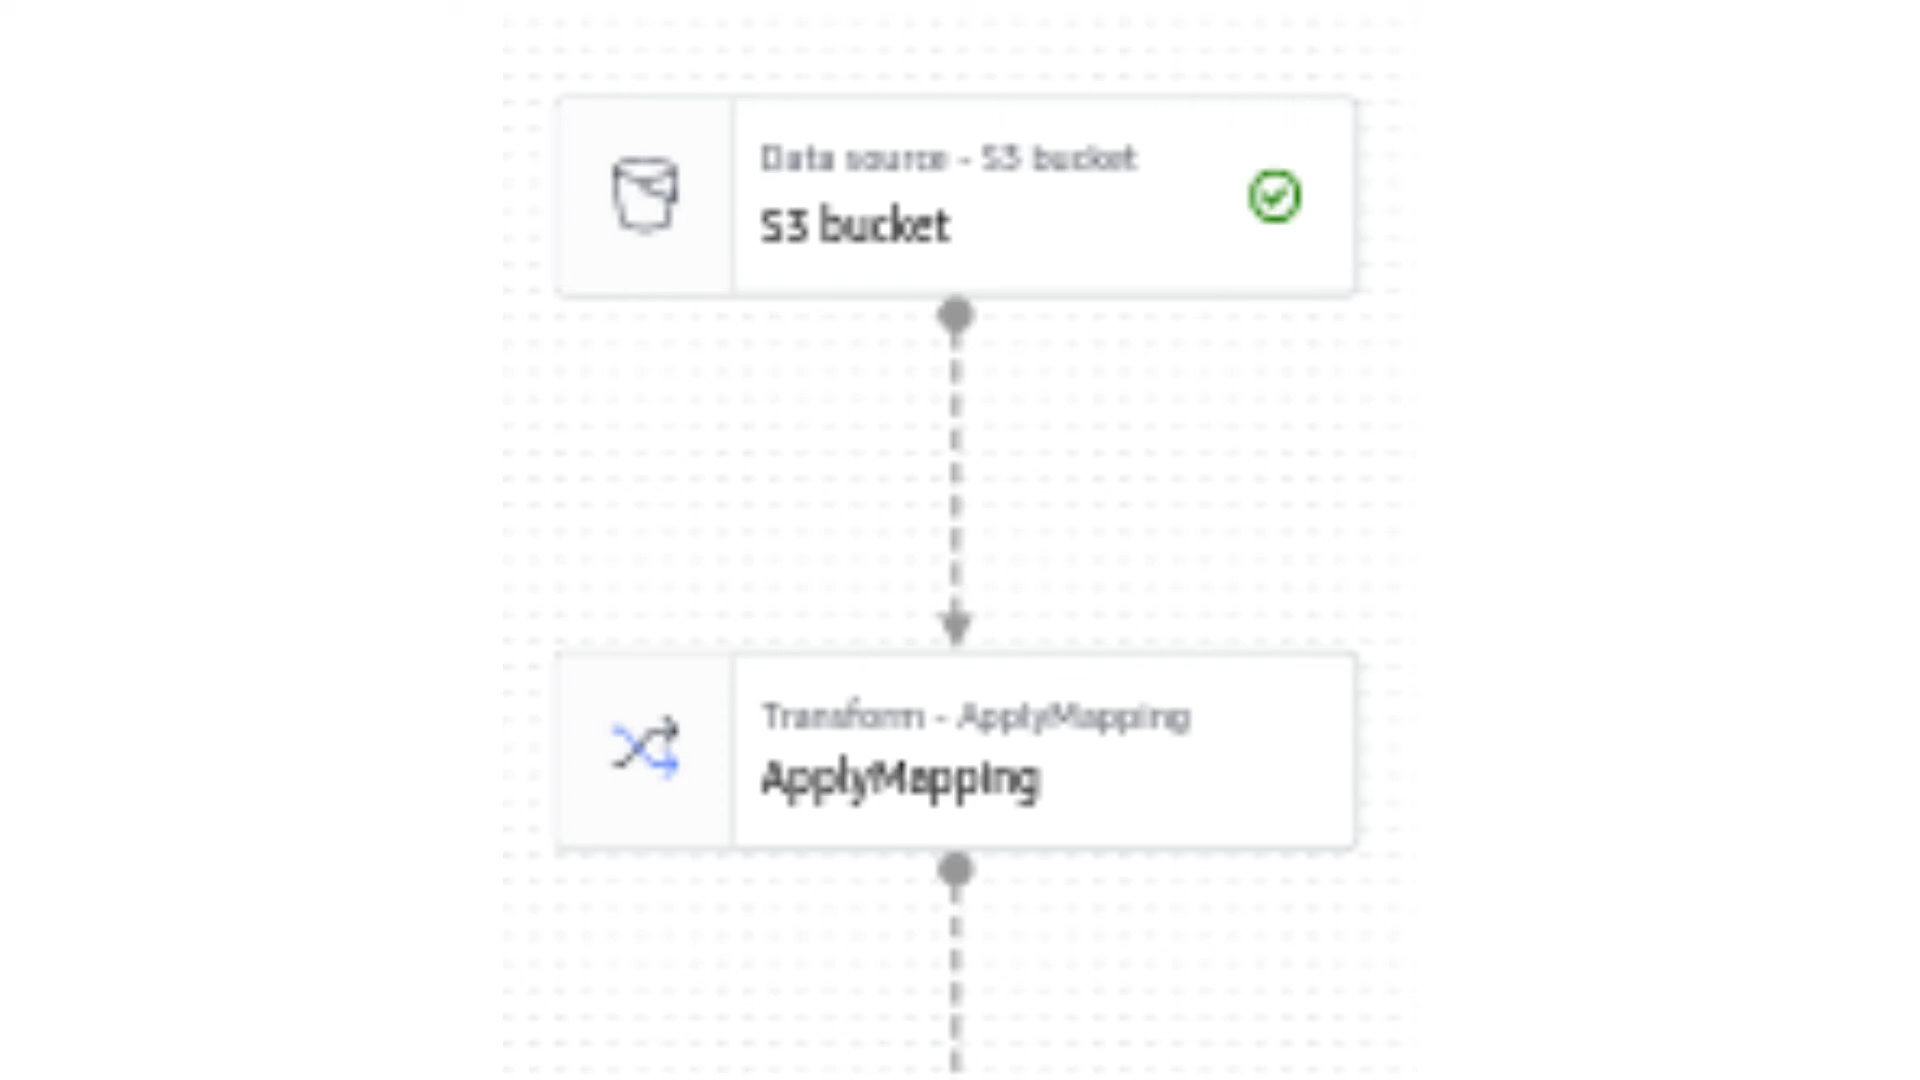 Data source - S3 bucket
S3 bucket
Transform - ApplyMapping
ApplyMapping